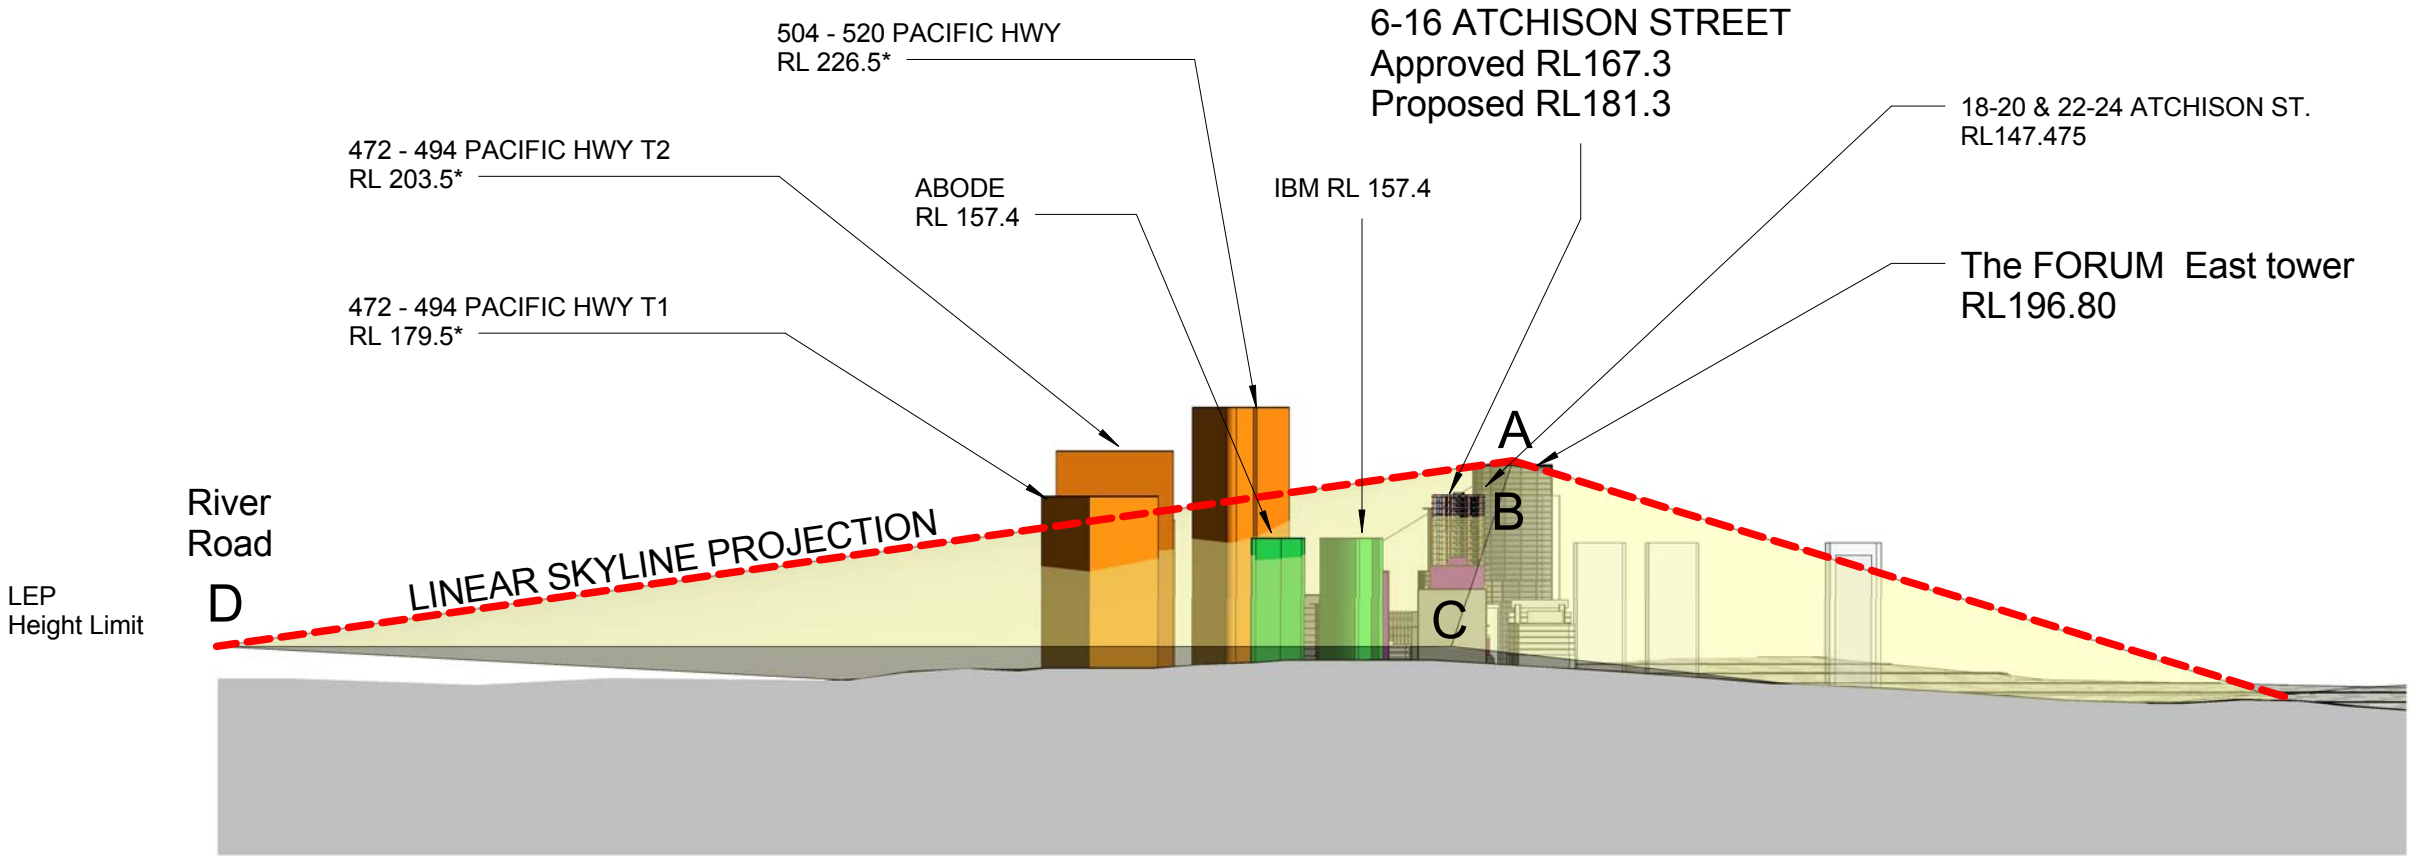 6-16 ATCHISON STREET
Approved RL167.3
Proposed RL181.3
504 - 520 PACIFIC HWY
RL 226.5*
18-20 & 22-24 ATCHISON ST.
RL147.475
472 - 494 PACIFIC HWY T2
RL 203.5*
ABODE
RL 157.4
IBM RL 157.4
The FORUM East tower
RL196.80
472 - 494 PACIFIC HWY T1
RL 179.5*
A
B
River
Road
LINEAR SKYLINE PROJECTION
D
C
LEP
Height Limit